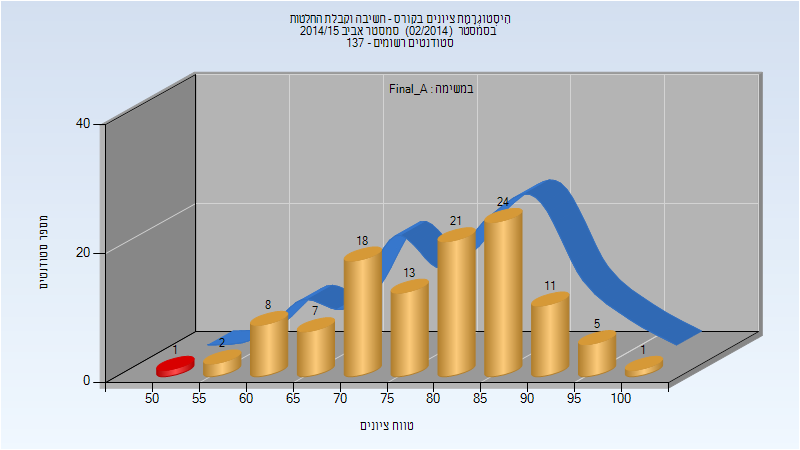 היסטוגרמת ציונים בקורס - חשיבה וקבלת החלטות
בסמסטר (02/2014) סמסטר אביב 2014/15
סטודנטים רשומים - 137
במשימה : Final_A
מספר סטודנטים
40
20
0
1
2
8
7
18
13
21
24
11
5
1
50 55 60 65 70 75 80 85 90 95 100
טווח ציונים